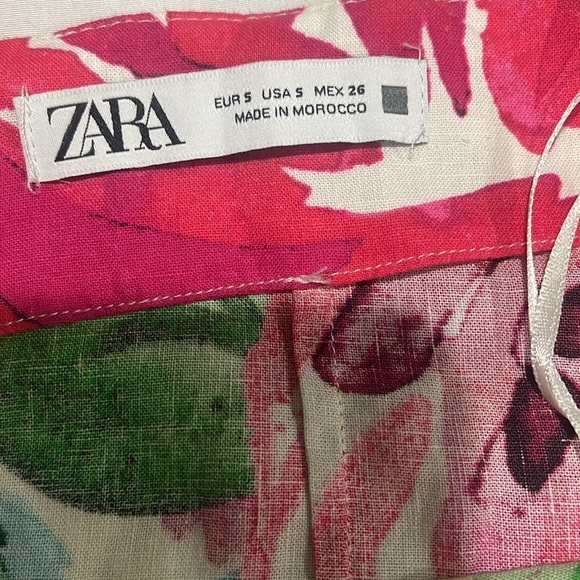 ZARA
EUR S USA S MEX 26
MADE IN MOROCCO